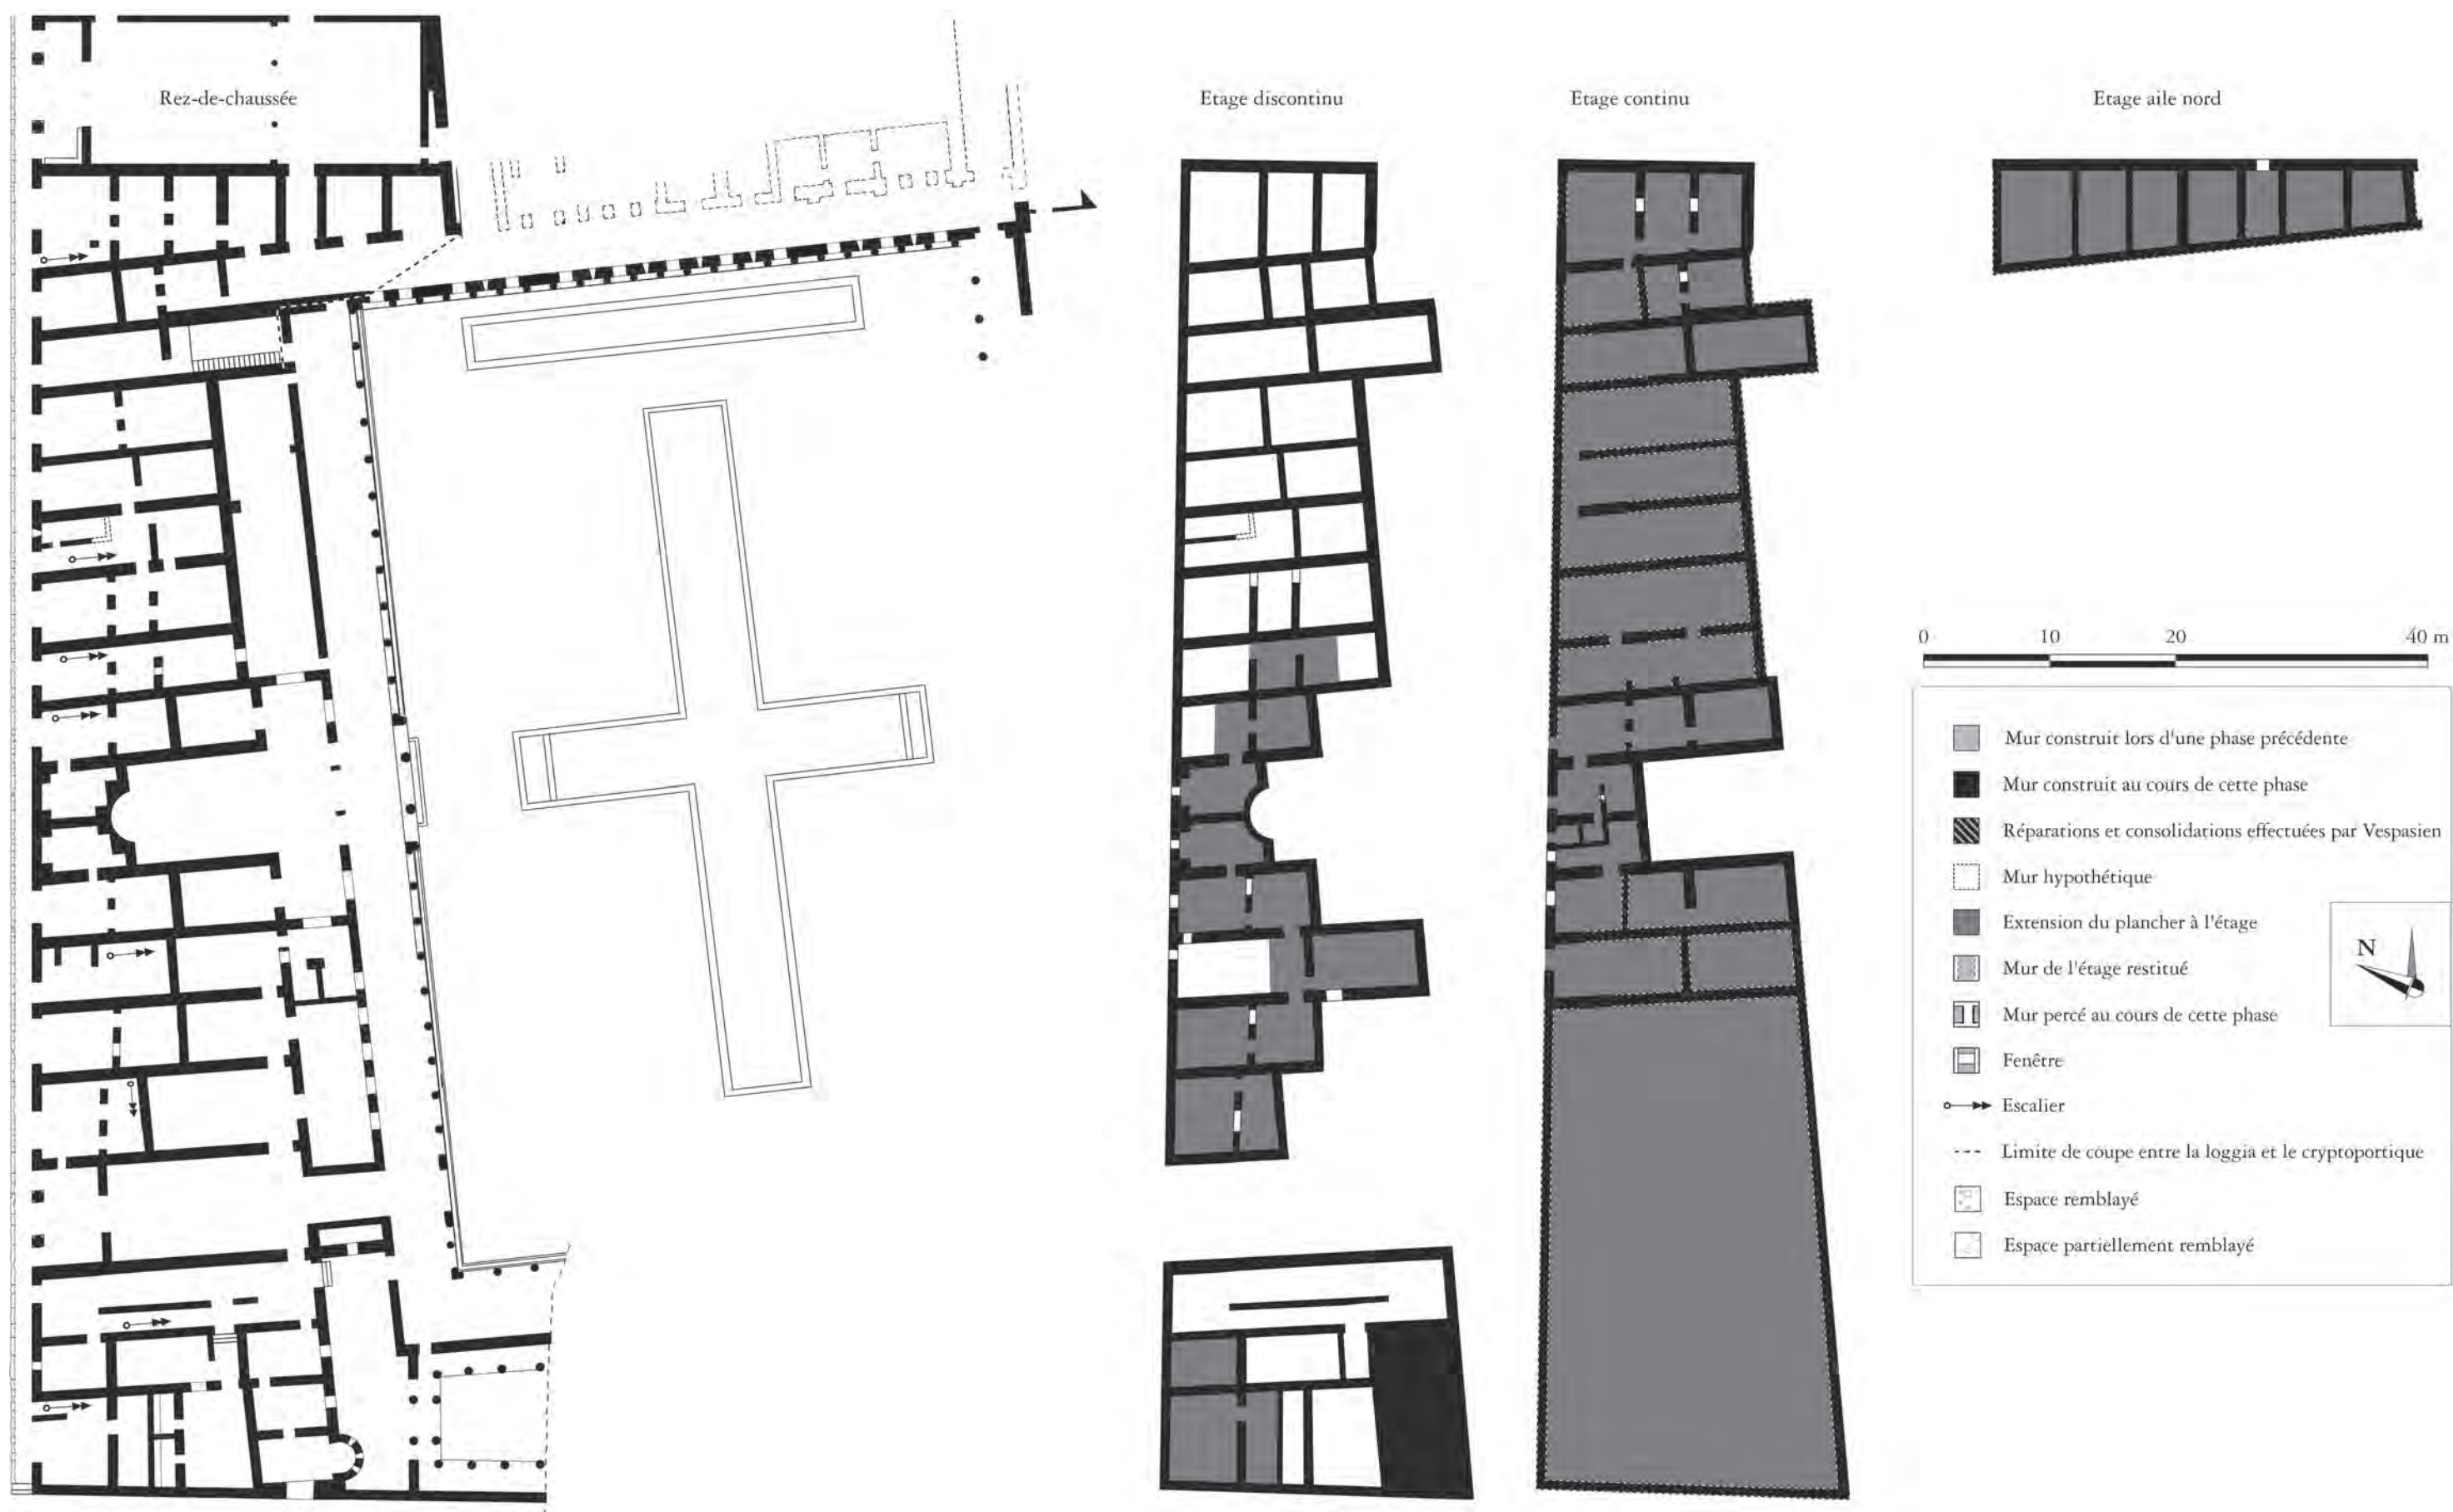 Rez-de-chaussée
Etage discontinu
Etage continu
Etage aile nord
0 10 20 40 m
Mur construit lors d'une phase précédente
Mur construit au cours de cette phase
Réparations et consolidations effectuées par Vespasien
Mur hypothétique
Extension du plancher à l'étage
Mur de l'étage restitué
Mur percé au cours de cette phase
Fenêtre
Escalier
Limite de coupe entre la loggia et le cryptoportique
Espace remblayé
Espace partiellement remblayé
N